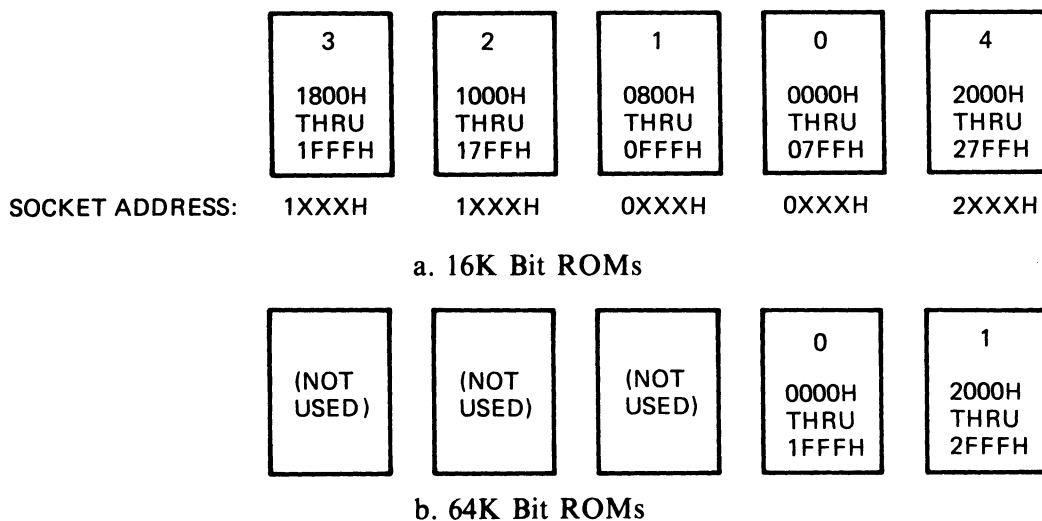 3 2 1 0 4
1800H 1000H 0800H 0000H 2000H
THRU THRU THRU THRU THRU
1FFFH 17FFH 0FFFH 07FFH 27FFH
SOCKET ADDRESS: 1XXXH 1XXXH 0XXXH 0XXXH 2XXXH
a. 16K Bit ROMs
(NOT USED)
(NOT USED)
(NOT USED)
0
0000H
THRU
1FFFH
1
2000H
THRU
2FFFH
b. 64K Bit ROMs